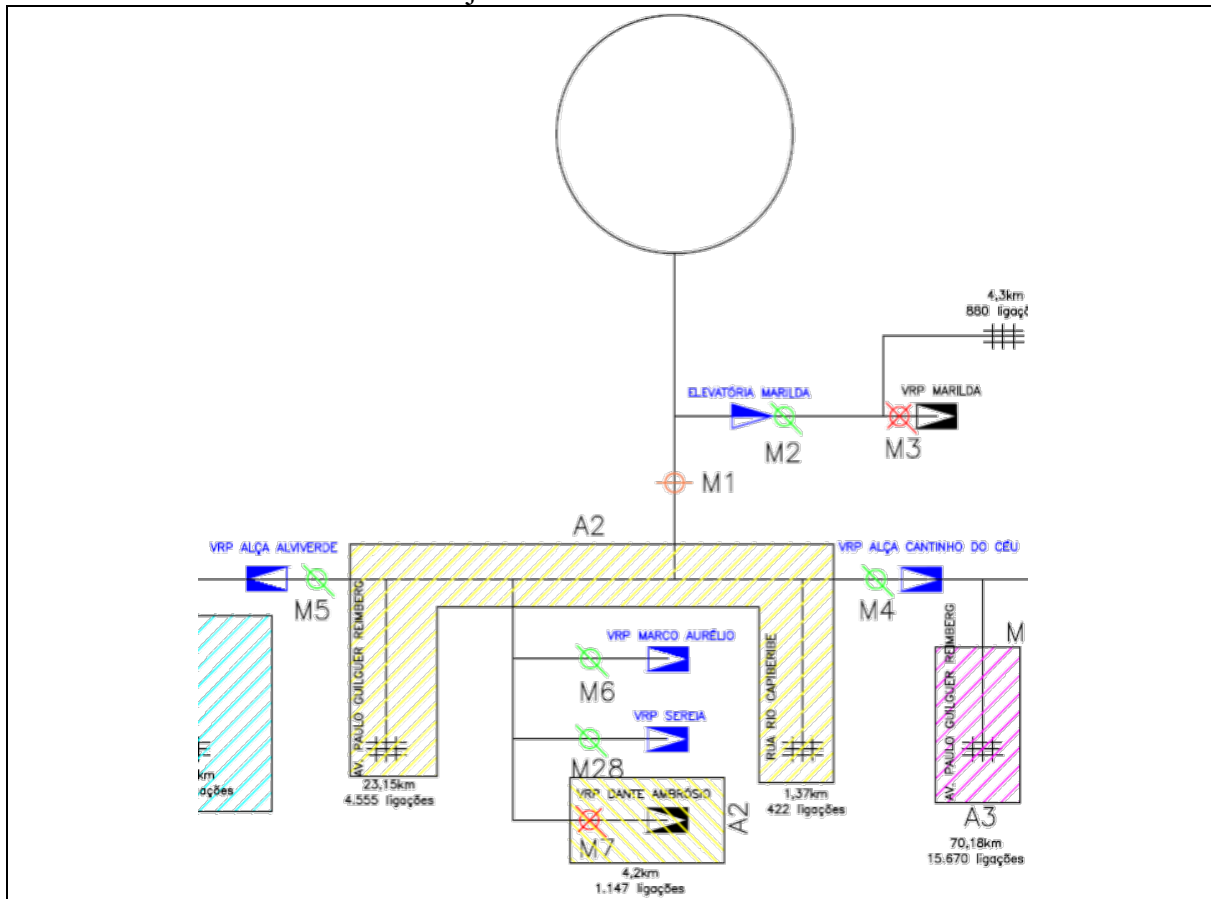 4,3km
880 ligaçõ
ELEVATÓRIA MARILDA
VRP MARILDA
M2
M3
M1
A2
VRP ALÇA ALVIVERDE
VRP ALÇA CANTINHO DO CÉU
M5
M4
AV. PAULO GUILGUER REIMBERG
VRP MARCO AURÉLIO
M6
RUA RIO CAPIBERIBE
AV. PAULO GUILGUER REIMBERG
M
VRP SEREIA
M28
km
ações
23,15km
4.555 ligações
VRP DANTE AMBRÓSIO
M7
A2
1,37km
422 ligações
A3
70,18km
15.670 ligações
4,2km
1.147 ligações